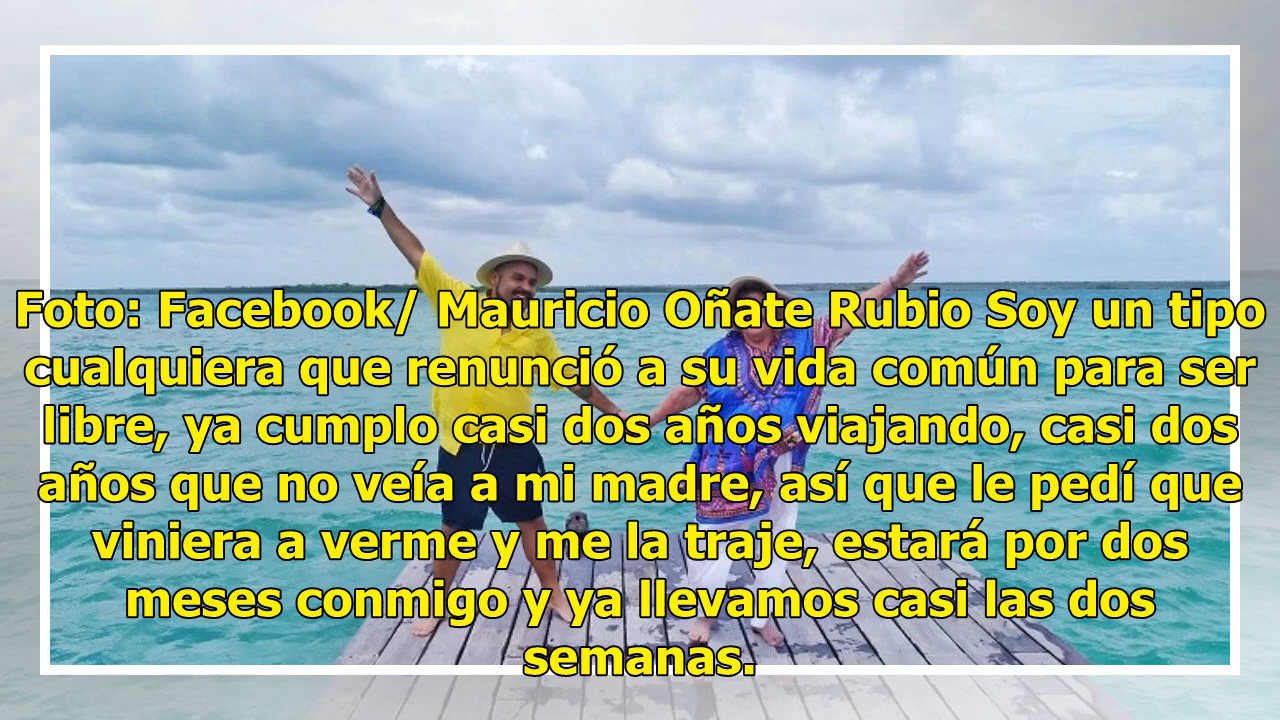 Foto: Facebook/ Mauricio Oñate Rubio Soy un tipo
cualquiera que renunció a su vida común para ser
libre, ya cumplo casi dos años viajando, casi dos
años que no veía a mi madre, así que le pedí que
viniera a verme y me la traje, estará por dos
meses conmigo y ya llevamos casi las dos
semanas.